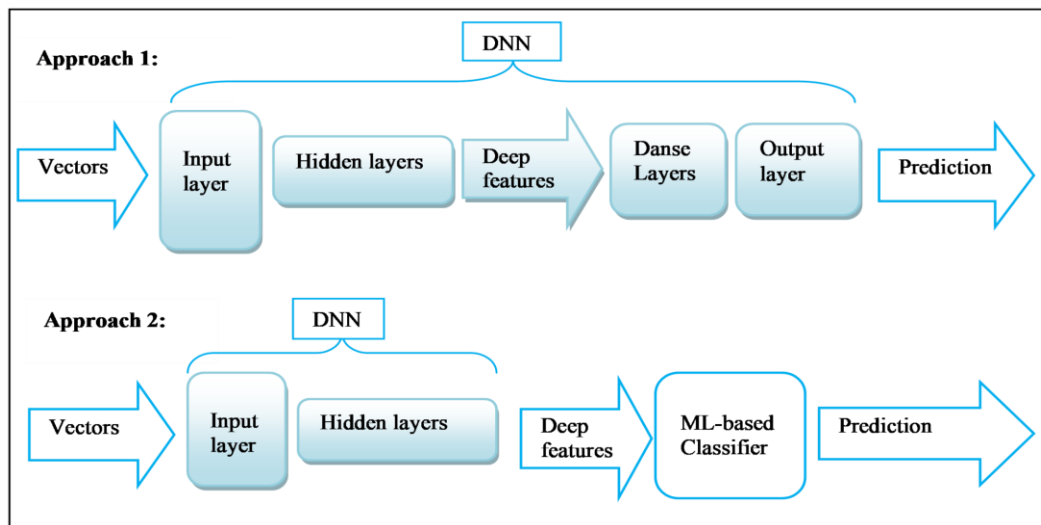 DNN
Approach 1:
Vectors
Input
layer
Hidden layers
Deep
features
Danse
Layers
Output
layer
Prediction
Approach 2:
DNN
Vectors
Input
layer
Hidden layers
Deep
features
ML-based
Classifier
Prediction